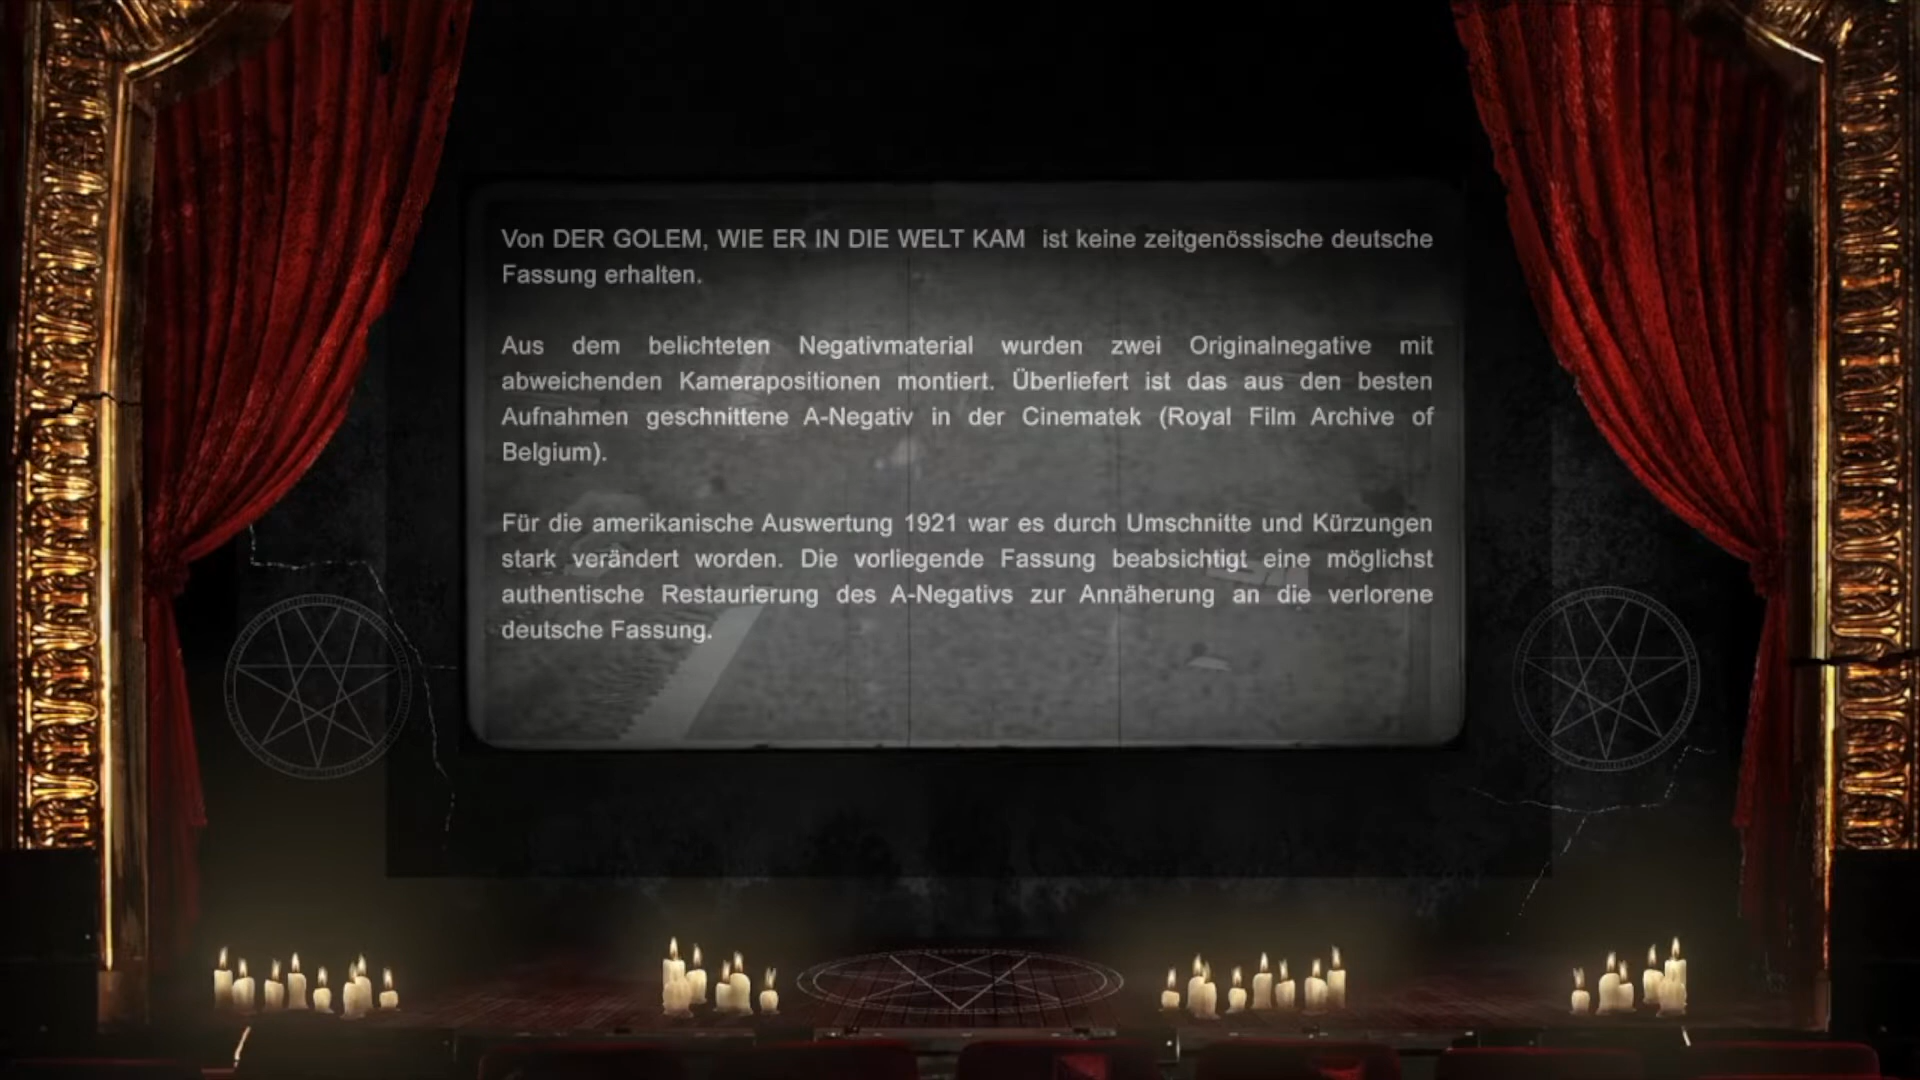 Von DER GOLEM, WIE ER IN DIE WELT KAM ist keine zeitgenössische deutsche
Fassung erhalten.
Aus dem belichteten Negativmaterial wurden zwei Originalnegative mit
abweichenden Kamerapositionen montiert. Überliefert ist das aus den besten
Aufnahmen geschnittene A-Negativ in der Cinematek (Royal Film Archive of
Belgium).
Für die amerikanische Auswertung 1921 war es durch Umschnitte und Kürzungen
stark verändert worden. Die vorliegende Fassung beabsichtigt eine möglichst
authentische Restaurierung des A-Negativs zur Annäherung an die verlorene
deutsche Fassung.